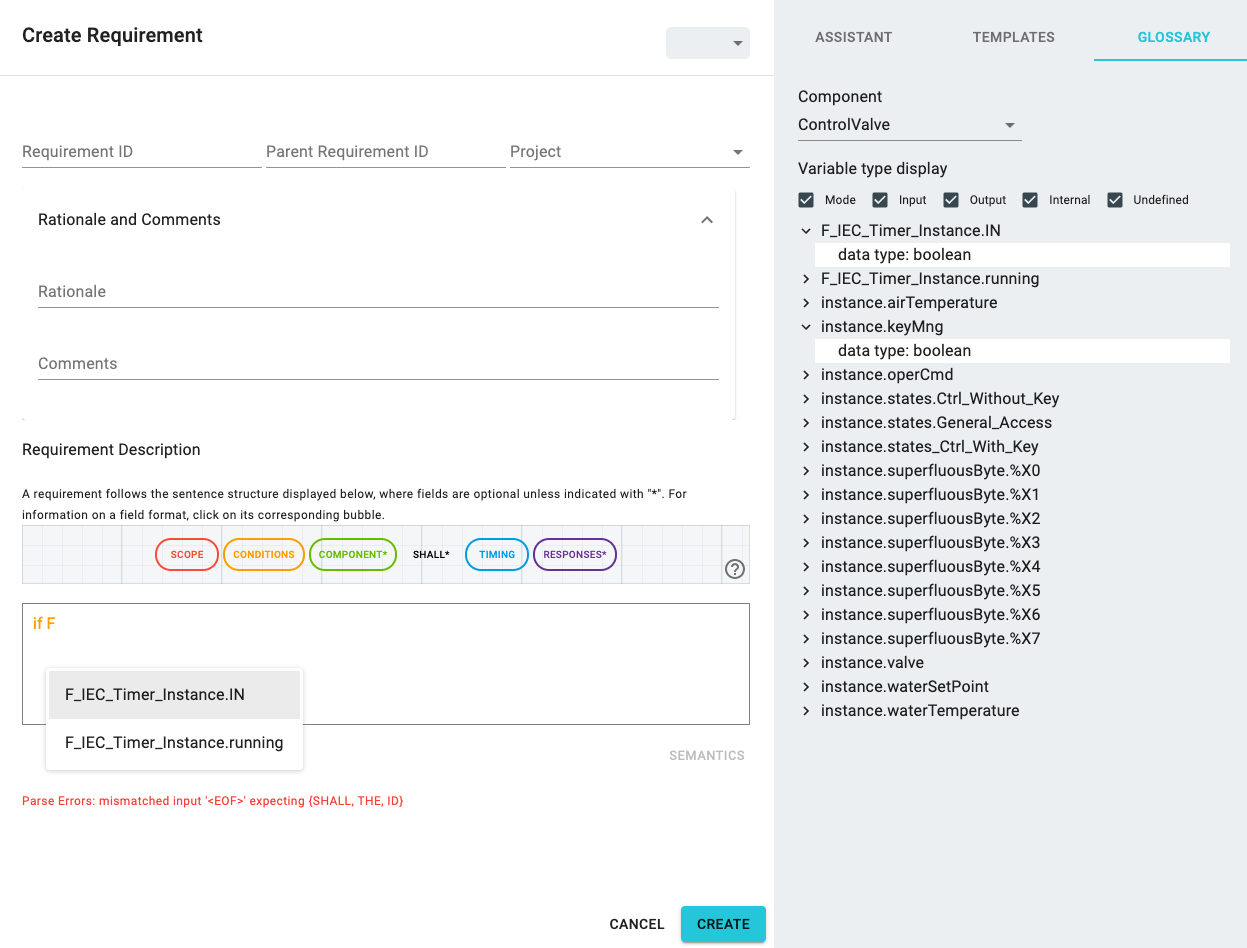 Create Requirement
Requirement ID
Parent Requirement ID
Project
Rationale and Comments
Rationale
Comments
Requirement Description
A requirement follows the sentence structure displayed below, where fields are optional unless indicated with "*". For
information on a field format, click on its corresponding bubble.
SCOPE
CONDITIONS
COMPONENT*
SHALL*
TIMING
RESPONSES*
?
if F
F_IEC_Timer_Instance.IN
F_IEC_Timer_Instance.running
SEMANTICS
Parse Errors: mismatched input '<EOF>' expecting {SHALL, THE, ID}
CANCEL
CREATE
ASSISTANT
TEMPLATES
GLOSSARY
Component
ControlValve
Variable type display
Mode
Input
Output
Internal
Undefined
F_IEC_Timer_Instance.IN
data type: boolean
F_IEC_Timer_Instance.running
instance.airTemperature
instance.keyMng
data type: boolean
instance.operCmd
instance.states.Ctrl_Without_Key
instance.states.General_Access
instance.states_Ctrl_With_Key
instance.superfluousByte.%X0
instance.superfluousByte.%X1
instance.superfluousByte.%X2
instance.superfluousByte.%X3
instance.superfluousByte.%X4
instance.superfluousByte.%X5
instance.superfluousByte.%X6
instance.superfluousByte.%X7
instance.valve
instance.waterSetPoint
instance.waterTemperature